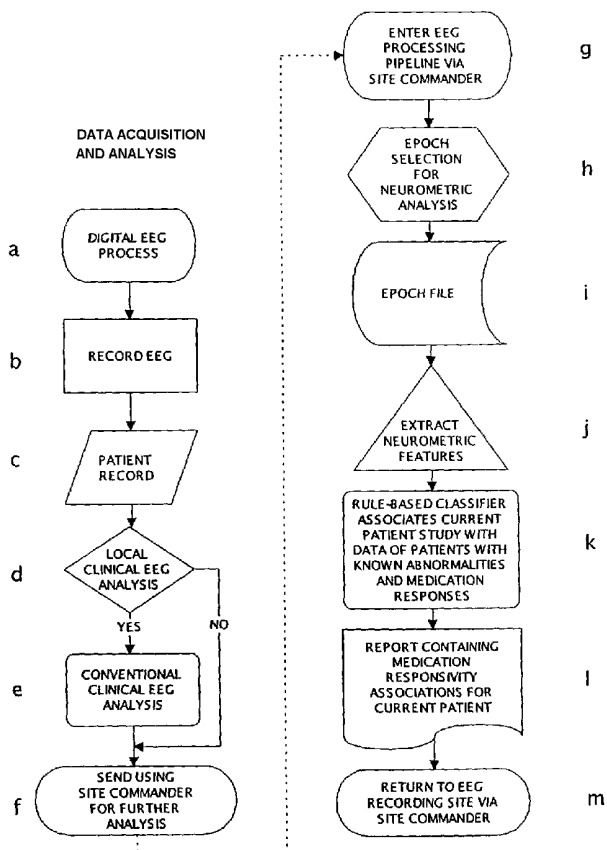 DATA ACQUISITION
AND ANALYSIS
a
DIGITAL EEG
PROCESS
b
RECORD EEG
c
PATIENT
RECORD
d
LOCAL
CLINICAL EEG
ANALYSIS
YES
NO
e
CONVENTIONAL
CLINICAL EEG
ANALYSIS
f
SEND USING
SITE COMMANDER
FOR FURTHER
ANALYSIS
ENTER EEG
PROCESSING
PIPELINE VIA
SITE COMMANDER
g
EPOCH
SELECTION
FOR
NEUROMETRIC
ANALYSIS
h
EPOCH FILE
i
EXTRACT
NEUROMETRIC
FEATURES
j
RULE-BASED CLASSIFIER
ASSOCIATES CURRENT
PATIENT STUDY WITH
DATA OF PATIENTS WITH
KNOWN ABNORMALITIES
AND MEDICATION
RESPONSES
k
REPORT CONTAINING
MEDICATION
RESPONSIVITY
ASSOCIATIONS FOR
CURRENT PATIENT
l
RETURN TO EEG
RECORDING SITE VIA
SITE COMMANDER
m